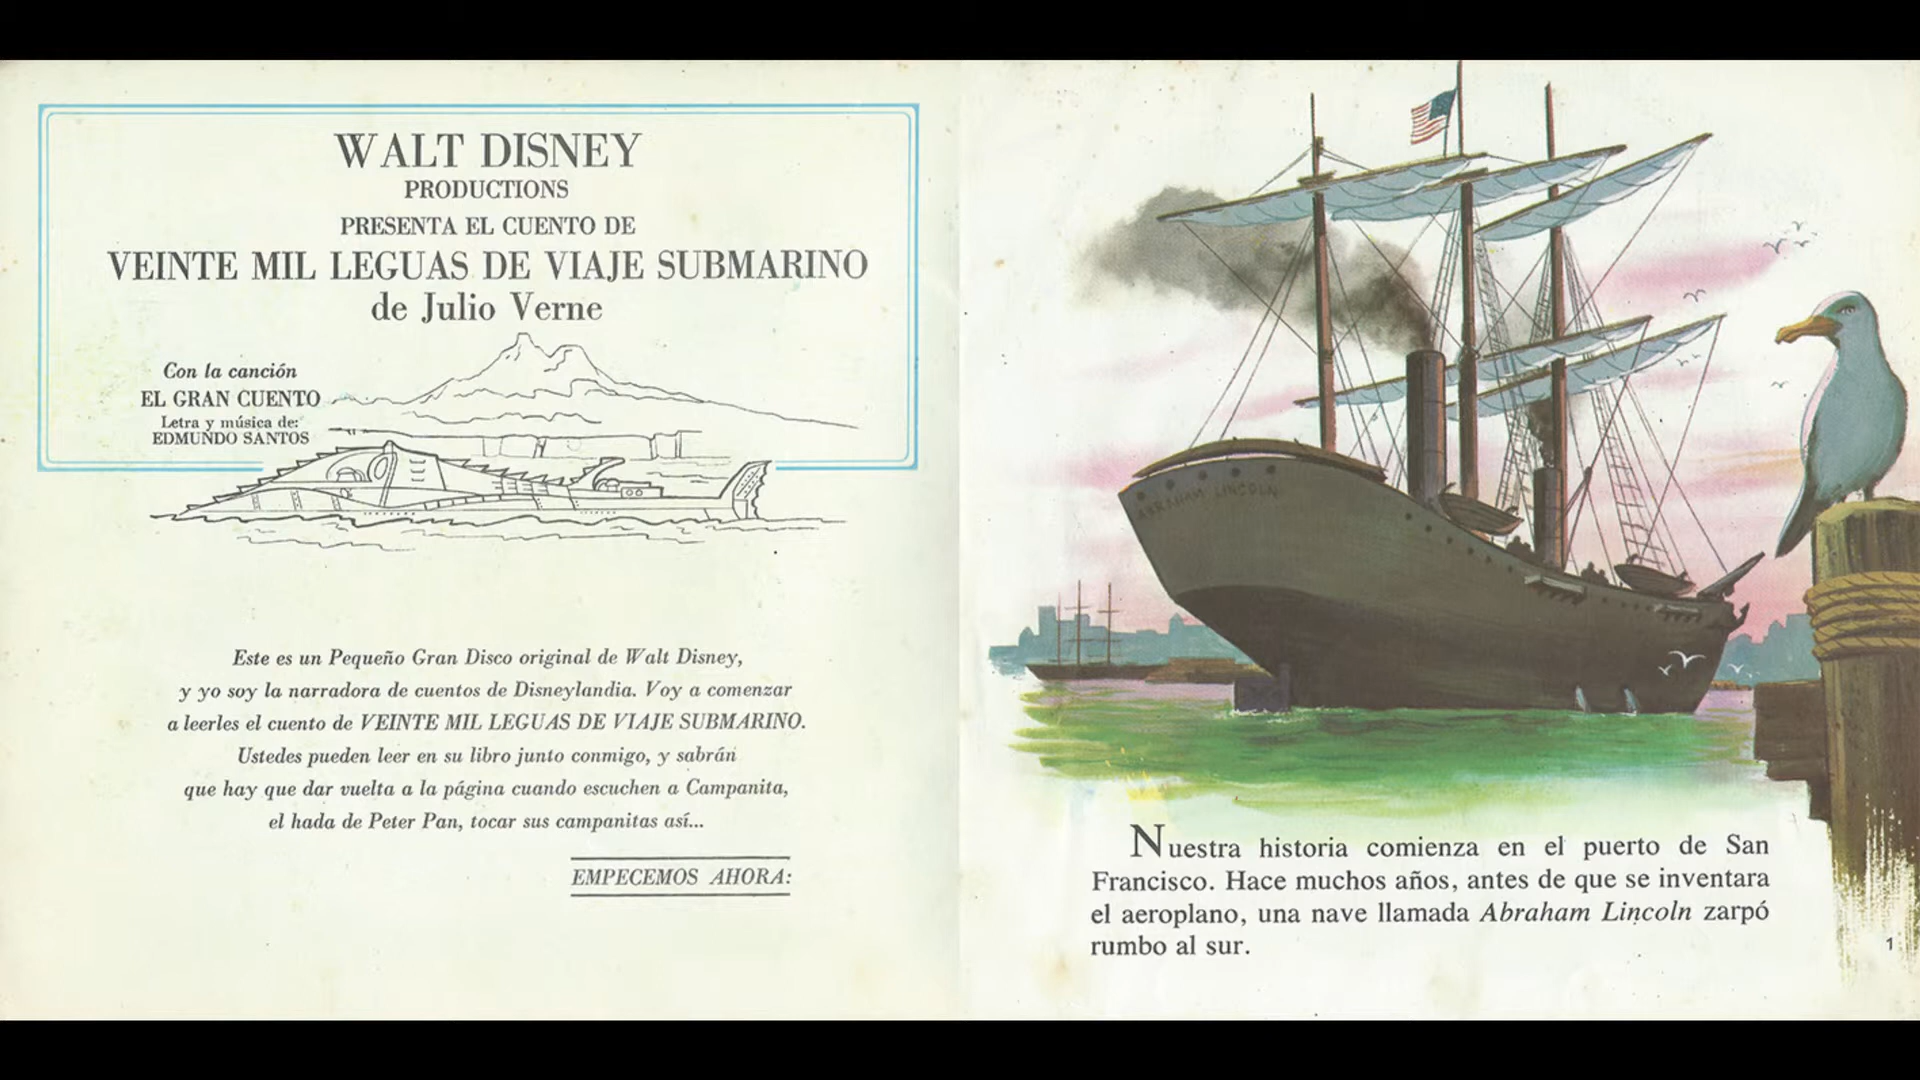 WALT DISNEY
PRODUCTIONS
PRESENTA EL CUENTO DE
VEINTE MIL LEGUAS DE VIAJE SUBMARINO
de Julio Verne
Con la canción
EL GRAN CUENTO
Letra y música de:
EDMUNDO SANTOS
Este es un Pequeño Gran Disco original de Walt Disney,
y yo soy la narradora de cuentos de Disneylandia. Voy a comenzar
a leerles el cuento de VEINTE MIL LEGUAS DE VIAJE SUBMARINO.
Ustedes pueden leer en su libro junto conmigo, y sabrán
que hay que dar vuelta a la página cuando escuchen a Campanita,
el hada de Peter Pan, tocar sus campanitas así...
EMPECEMOS AHORA:
ABRAHAM LINCOLN
Nuestra historia comienza en el puerto de San
Francisco. Hace muchos años, antes de que se inventara
el aeroplano, una nave llamada Abraham Lincoln zarpó
rumbo al sur.
1